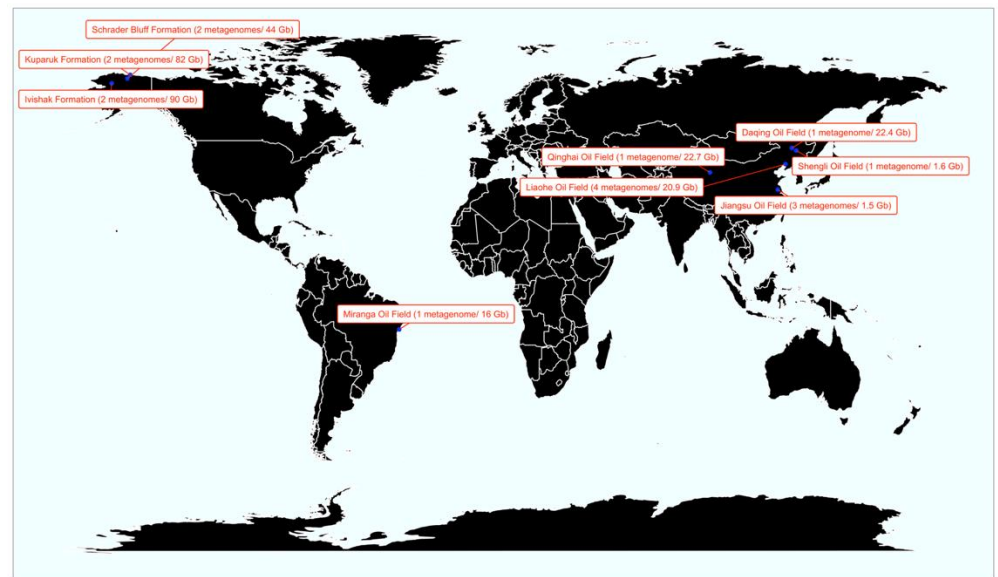 Schrader Bluff Formation (2 metagenomes/ 44 Gb)
Kuparuk Formation (2 metagenomes/ 82 Gb)
Ivishak Formation (2 metagenomes/ 90 Gb)
Daqing Oil Field (1 metagenome/ 22.4 Gb)
Qinghai Oil Field (1 metagenome/ 22.7 Gb)
Shengli Oil Field (1 metagenome/ 1.6 Gb)
Liaohe Oil Field (4 metagenomes/ 20.9 Gb)
Jiangsu Oil Field (3 metagenomes/ 1.5 Gb)
Miranga Oil Field (1 metagenome/ 16 Gb)